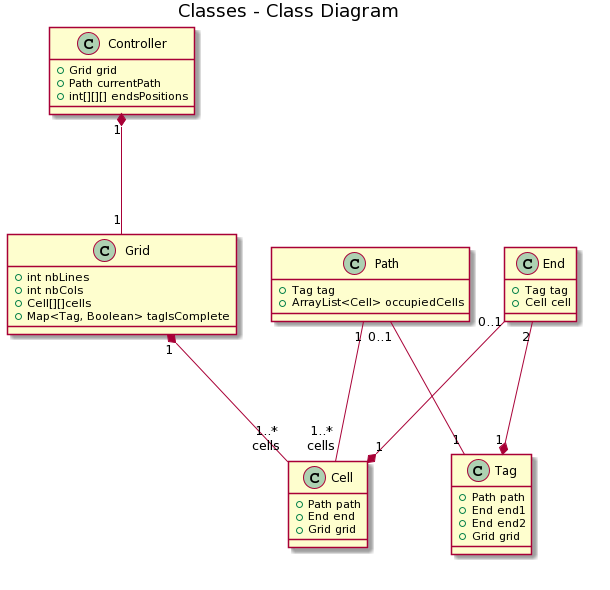 Classes - Class Diagram
C Controller
Grid grid
Path currentPath
int[][][] endsPositions
1
1
C Grid
int nbLines
int nbCols
Cell[][]cells
Map<Tag, Boolean> tagIsComplete
C Path
Tag tag
ArrayList<Cell> occupiedCells
C End
Tag tag
Cell cell
1
1
0..1
0..1
2
1..*
cells
1..*
cells
1
1
1
C Cell
Path path
End end
Grid grid
C Tag
Path path
End end1
End end2
Grid grid